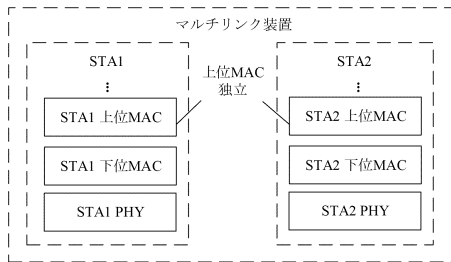 マルチリンク装置
STA1
⋮
STA1 上位MAC
STA1 下位MAC
STA1 PHY
上位MAC
独立
STA2
⋮
STA2 上位MAC
STA2 下位MAC
STA2 PHY